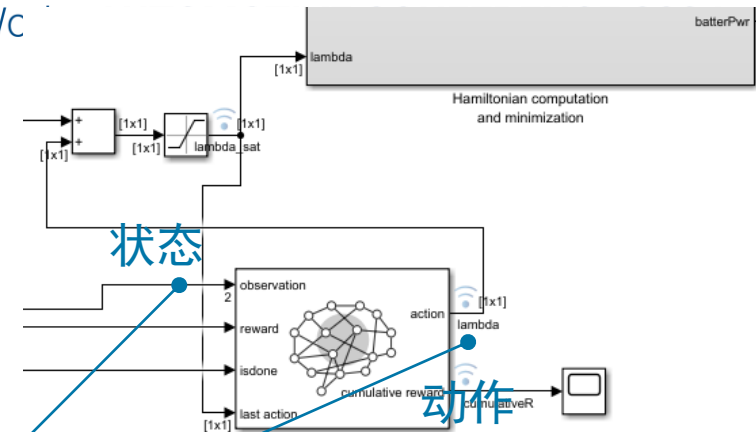 batterPwr
lambda
[1x1]
Hamiltonian computation
and minimization
+
[1x1]
[1x1]
+
[1x1]
[1x1]
lambda_sat
状态
observation
2
action
[1x1]
lambda
reward
isdone
cumulative reward
动作
cumulativeR
last action
[1x1]